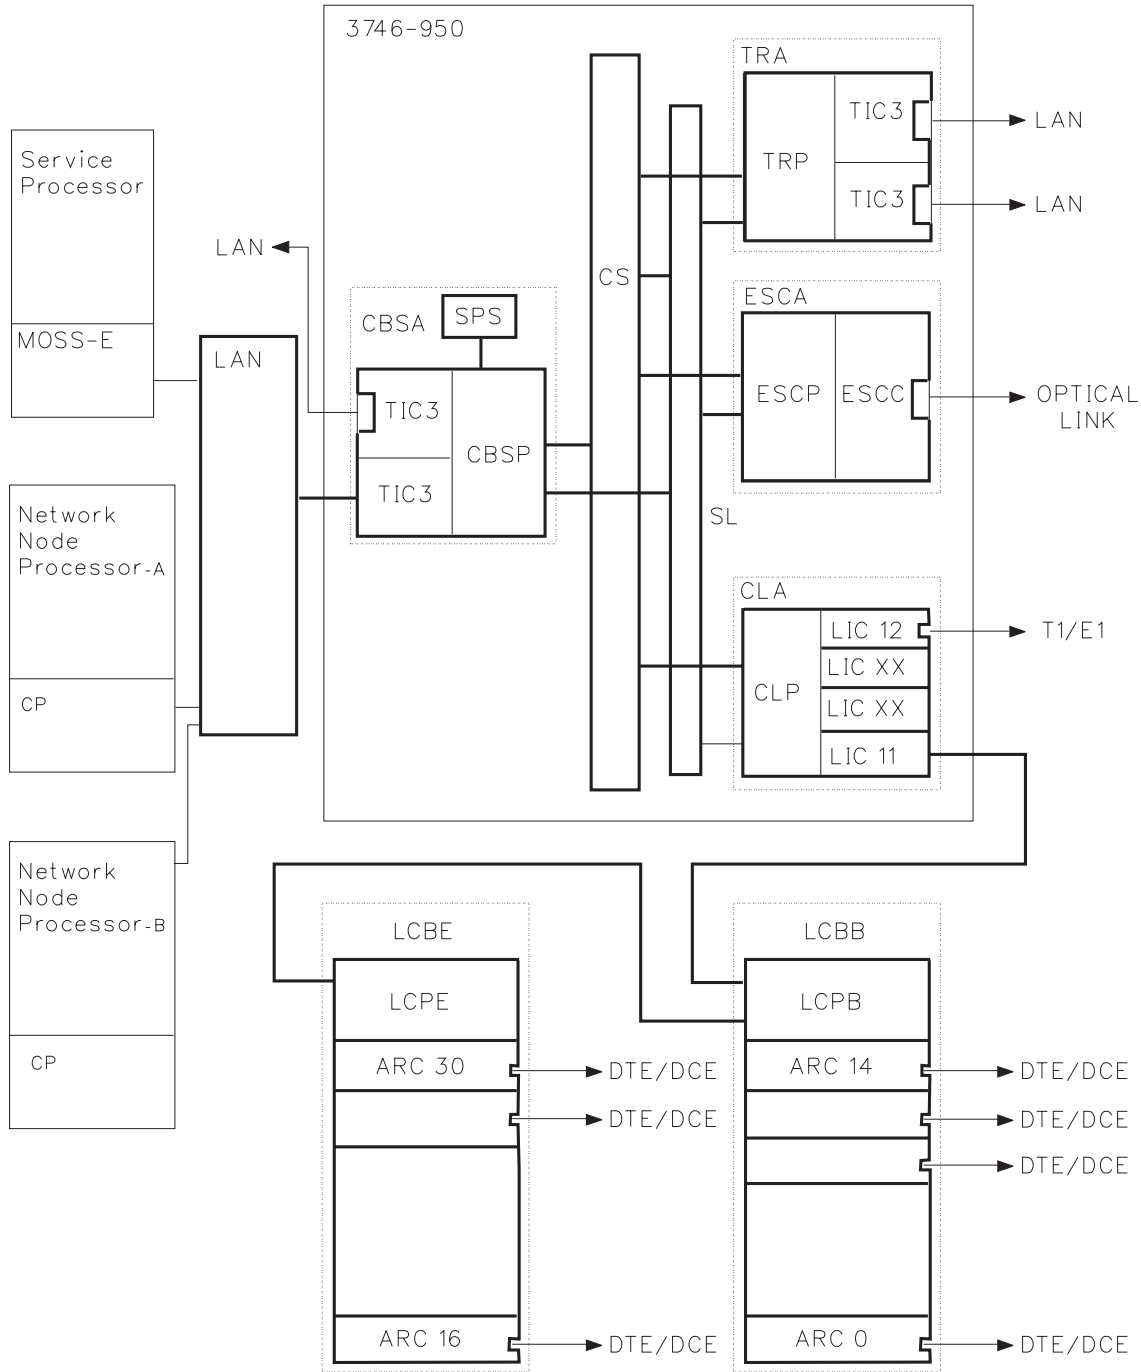 3746-950
TRA
TIC3
LAN
TRP
TIC3
LAN
Service
Processor
MOSS-E
LAN
LAN
CS
SL
CBSA
SPS
TIC3
CBSP
TIC3
ESCA
ESCP
ESCC
OPTICAL
LINK
Network
Node
Processor-A
CP
CLA
LIC 12
T1/E1
CLP
LIC XX
LIC XX
LIC 11
Network
Node
Processor-B
CP
LCBE
LCPE
ARC 30
DTE/DCE
DTE/DCE
ARC 16
DTE/DCE
LCBB
LCPB
ARC 14
DTE/DCE
DTE/DCE
DTE/DCE
ARC 0
DTE/DCE